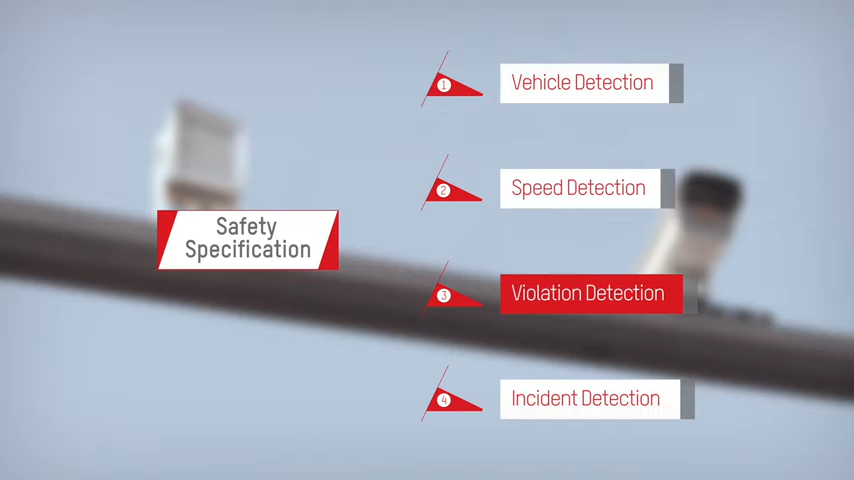 Safety
Specification
1
Vehicle Detection
2
Speed Detection
3
Violation Detection
4
Incident Detection